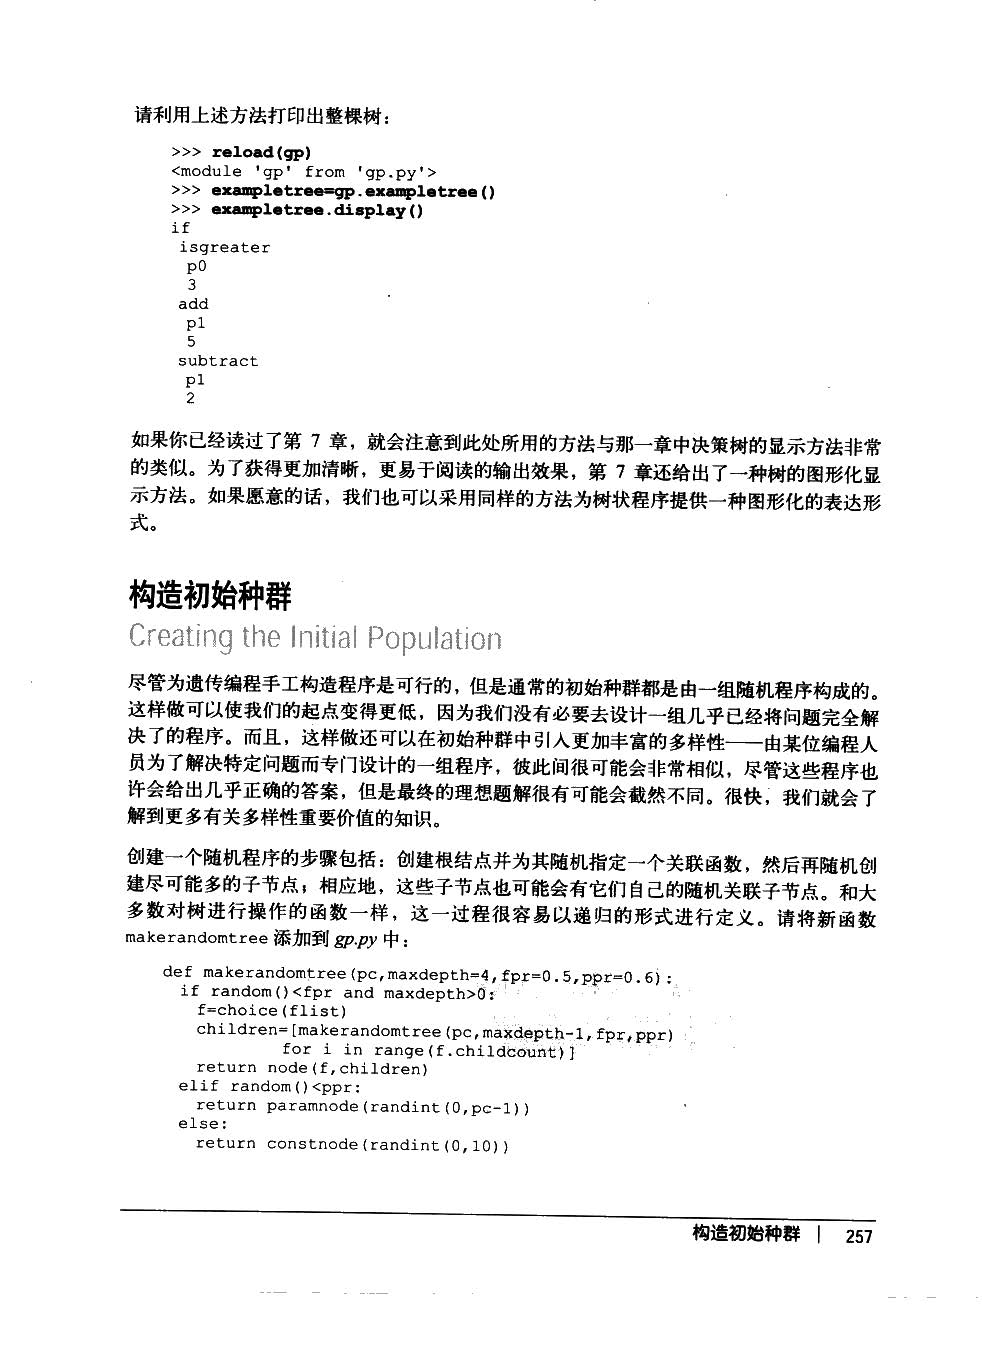 请利用上述方法打印出整棵树：
>>> reload(gp)
<module 'gp' from 'gp.py'>
>>> exampletree=gp.exampletree()
>>> exampletree.display()
if
 isgreater
  p0
  3
 add
  p1
  5
 subtract
  p1
  2
如果你已经读过了第 7 章，就会注意到此处所用的方法与那一章中决策树的显示方法非常
的类似。为了获得更加清晰，更易于阅读的输出效果，第 7 章还给出了一种树的图形化显
示方法。如果愿意的话，我们也可以采用同样的方法为树状程序提供一种图形化的表达形
式。
构造初始种群
Creating the Initial Population
尽管为遗传编程手工构造程序是可行的，但是通常的初始种群都是由一组随机程序构成的。
这样做可以使我们的起点变得更低，因为我们没有必要去设计一组几乎已经将问题完全解
决了的程序。而且，这样做还可以在初始种群中引入更加丰富的多样性——由某位编程人
员为了解决特定问题而专门设计的一组程序，彼此间很可能会非常相似，尽管这些程序也
许会给出几乎正确的答案，但是最终的理想题解很有可能会截然不同。很快，我们就会了
解到更多有关多样性重要价值的知识。
创建一个随机程序的步骤包括：创建根结点并为其随机指定一个关联函数，然后再随机创
建尽可能多的子节点；相应地，这些子节点也可能会有它们自己的随机关联子节点。和大
多数对树进行操作的函数一样，这一过程很容易以递归的形式进行定义。请将新函数
makerandomtree 添加到 gp.py 中：
def makerandomtree(pc,maxdepth=4,fpr=0.5,ppr=0.6):
  if random()<fpr and maxdepth>0:
    f=choice(flist)
    children=[makerandomtree(pc,maxdepth-1,fpr,ppr)
              for i in range(f.childcount)]
    return node(f,children)
  elif random()<ppr:
    return paramnode(randint(0,pc-1))
  else:
    return constnode(randint(0,10))
构造初始种群 | 257